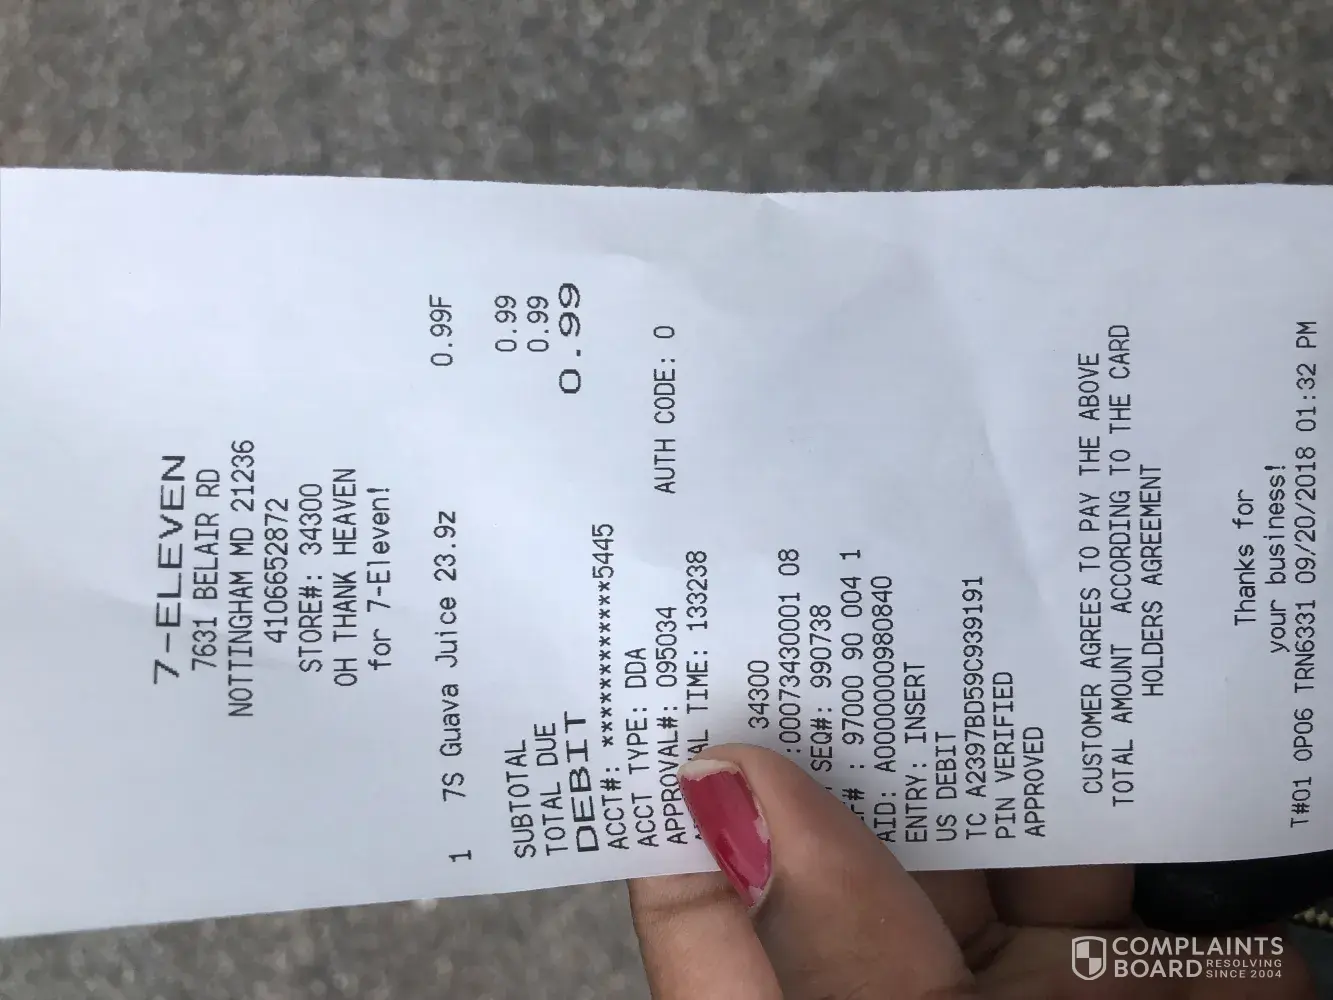 7-ELEVEN
7631 BELAIR RD
NOTTINGHAM MD 21236
4106652872
STORE#: 34300
OH THANK HEAVEN
for 7-Eleven!
1 7S Guava Juice 23.9z 0.99F
SUBTOTAL 0.99
TOTAL DUE 0.99
DEBIT 0.99
ACCT#: ************5445
ACCT TYPE: DDA
APPROVAL#: 095034 AUTH CODE: 0
TIME: 133238
34300
:00073430001 08
SEQ#: 990738
# : 97000 90 004 1
AID: A0000000980840
ENTRY: INSERT
US DEBIT
TC A2397BD59C939191
PIN VERIFIED
APPROVED
CUSTOMER AGREES TO PAY THE ABOVE
TOTAL AMOUNT ACCORDING TO THE CARD
HOLDERS AGREEMENT
Thanks for
your business!
T#01 OP06 TRN6331 09/20/2018 01:32 PM
COMPLAINTS
BOARD RESOLVING
SINCE 2004